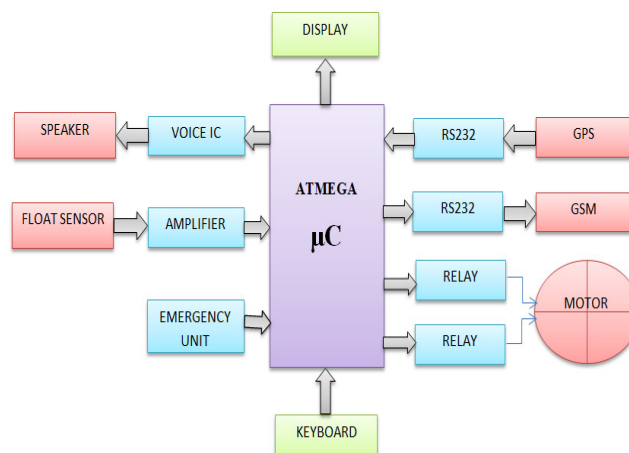 DISPLAY
SPEAKER
VOICE IC
RS232
GPS
ATMEGA
µC
FLOAT SENSOR
AMPLIFIER
RS232
GSM
RELAY
MOTOR
EMERGENCY
UNIT
RELAY
KEYBOARD